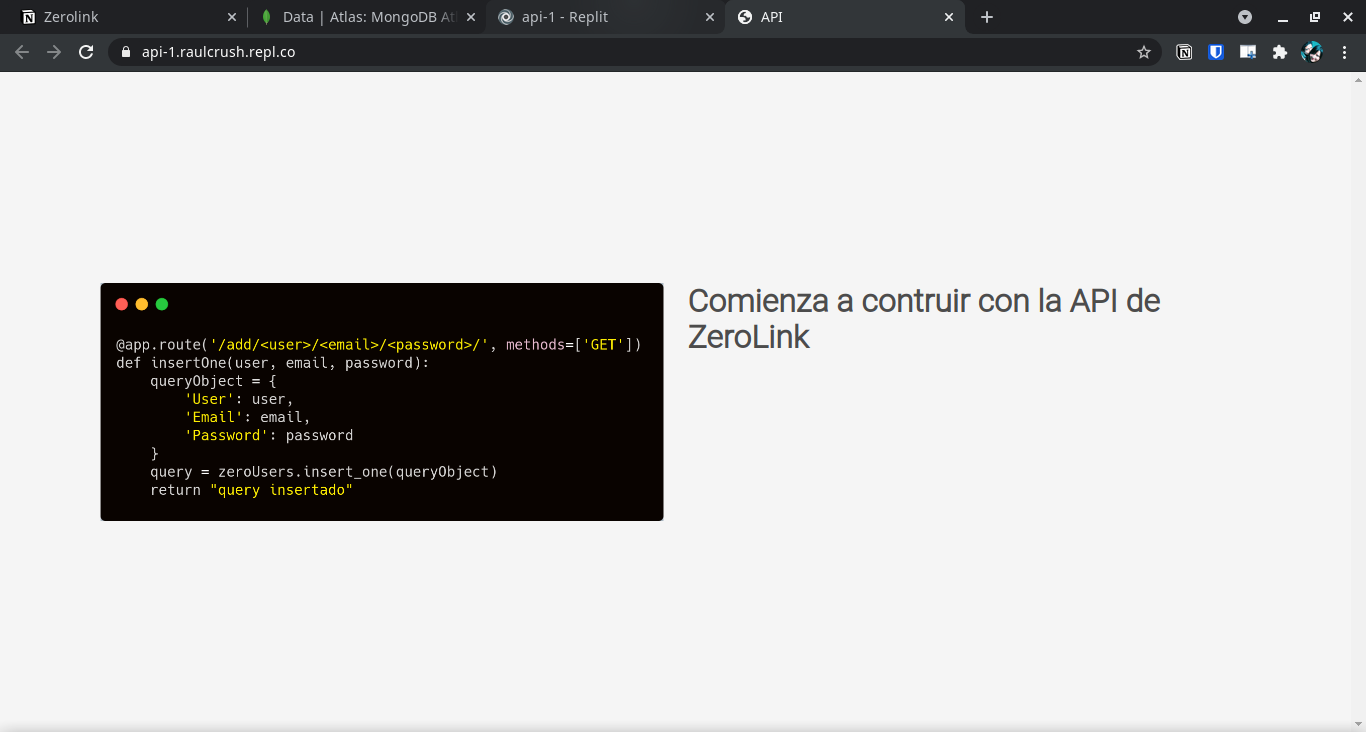 Zerolink
Data | Atlas: MongoDB Atl
api-1 - Replit
API
api-1.raulcrush.repl.co
@app.route('/add/<user>/<email>/<password>/', methods=['GET'])
def insertOne(user, email, password):
    queryObject = {
        'User': user,
        'Email': email,
        'Password': password
    }
    query = zeroUsers.insert_one(queryObject)
    return "query insertado"
Comienza a contruir con la API de
ZeroLink